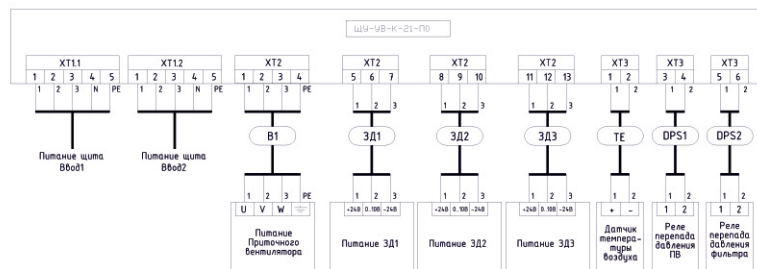 ЩУ-УВ-К-21-ПО
XT1.1 XT1.2 XT2 XT2 XT2 XT2 XT3 XT3 XT3
1 2 3 4 5 1 2 3 4 5 1 2 3 4 5 6 7 8 9 10 11 12 13 1 2 3 4 5 6
1 2 3 N PE 1 2 3 N PE 1 2 3 PE 1 2 3 1 2 3 1 2 3 1 2 1 2 1 2
В1 ЗД1 ЗД2 ЗД3 TE DPS1 DPS2
Питание щита
Ввод1
Питание щита
Ввод2
1 2 3 PE 1 2 3 1 2 3 1 2 3 1 2 1 2 1 2
U V W +24В 0..10В -24В +24В 0..10В -24В +24В 0..10В -24В + - 1 2 1 2
Питание
Приточного
вентилятора
Питание ЗД1
Питание ЗД2
Питание ЗД3
Датчик
темпера-
туры
воздуха
Реле
перепада
давления
ПВ
Реле
перепада
давления
фильтра